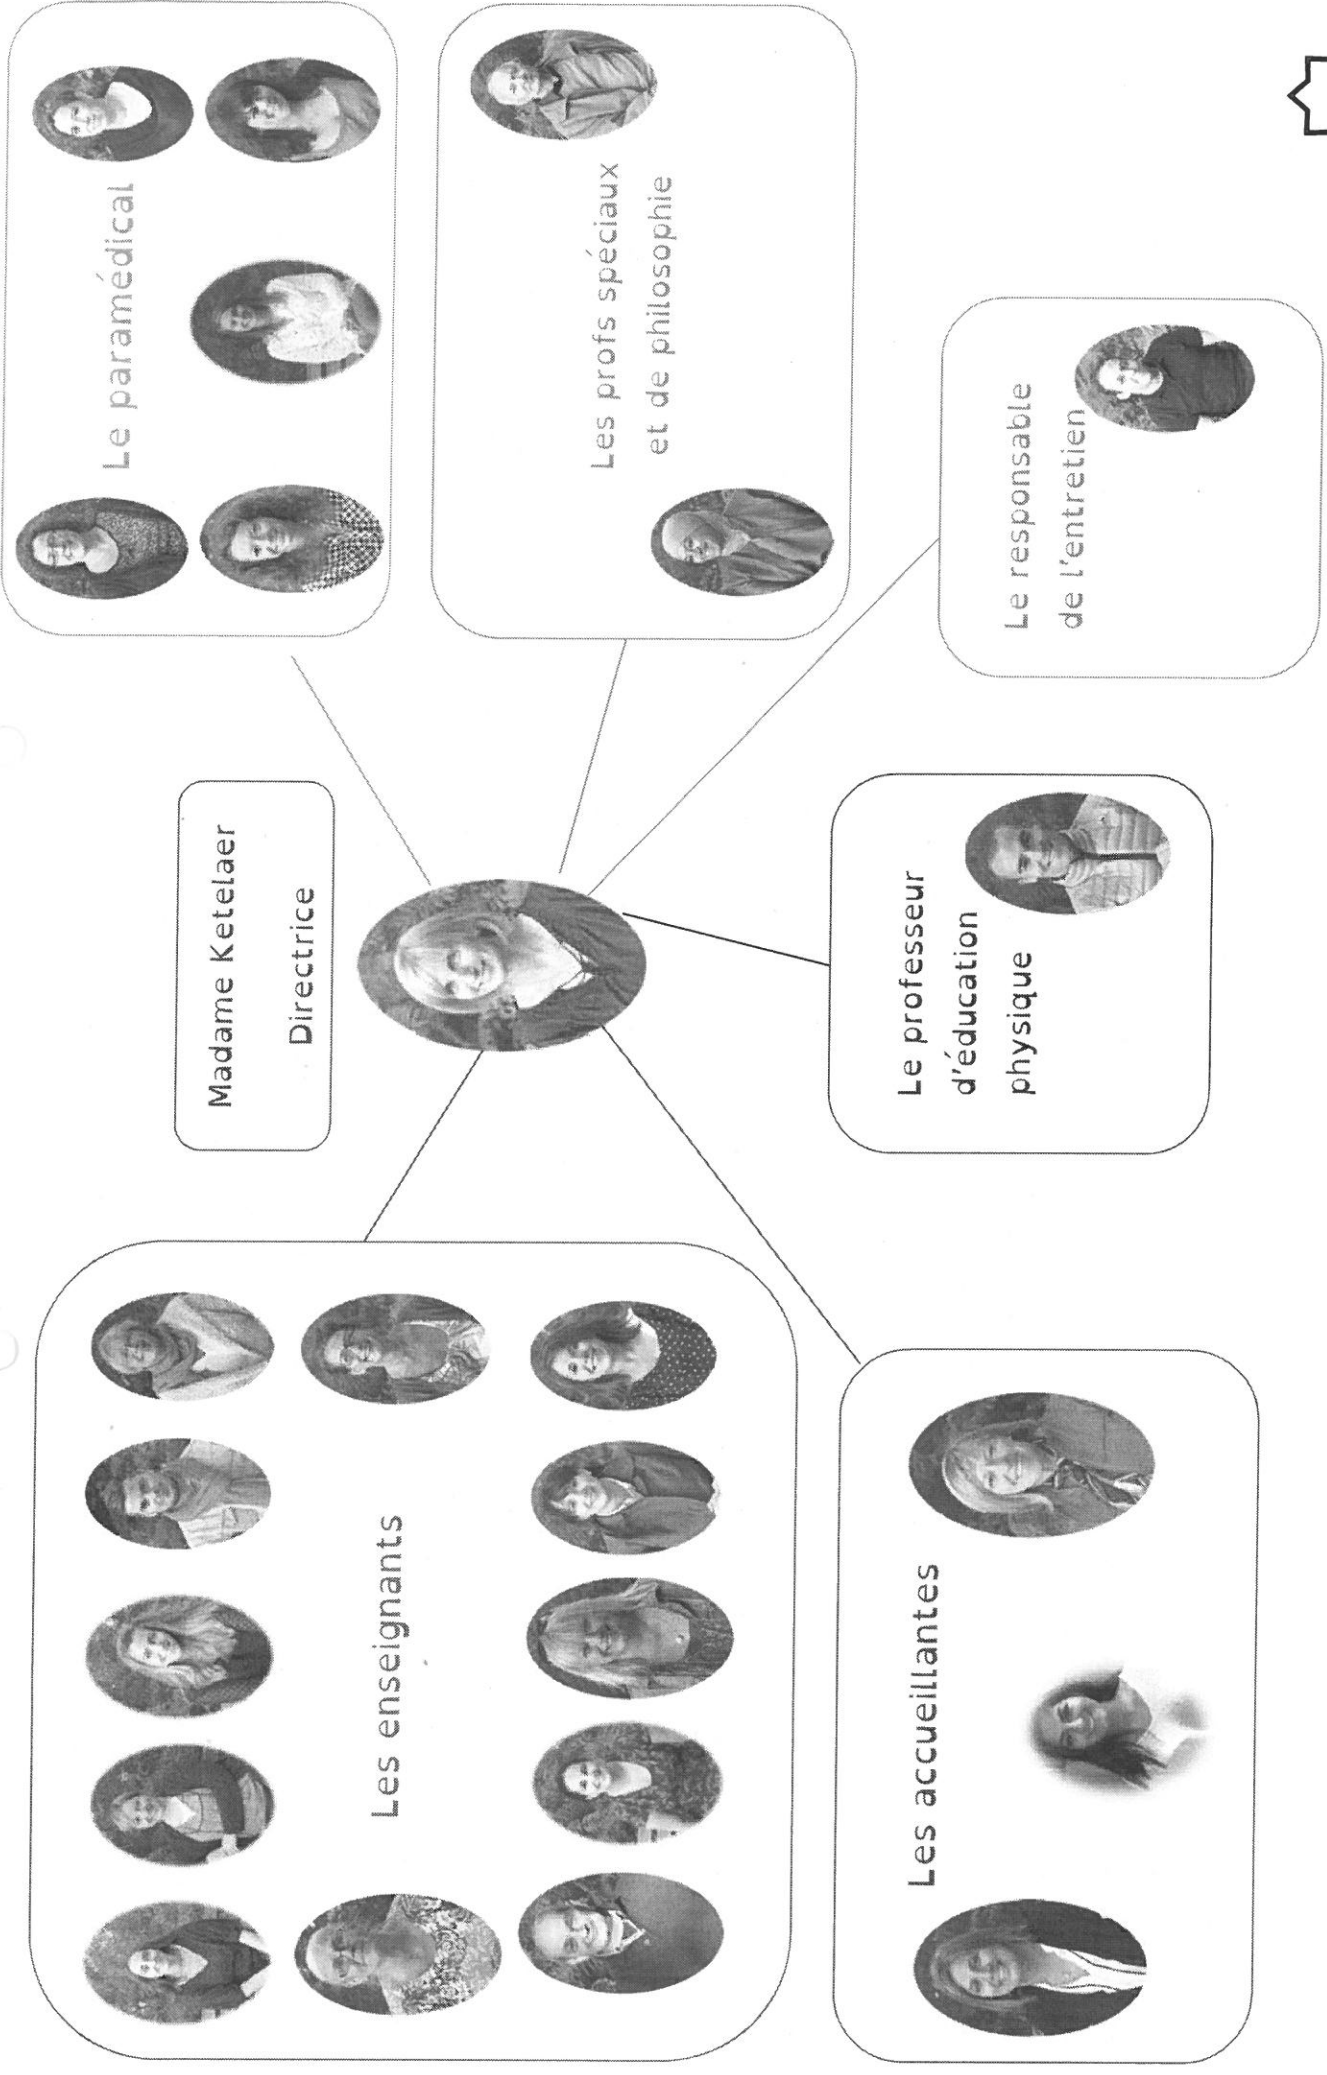 Madame Ketelaer
Directrice
Les enseignants
Le paramédical
Les profs spéciaux
et de philosophie
Les accueillantes
Le professeur
d'éducation
physique
Le responsable
de l'entretien